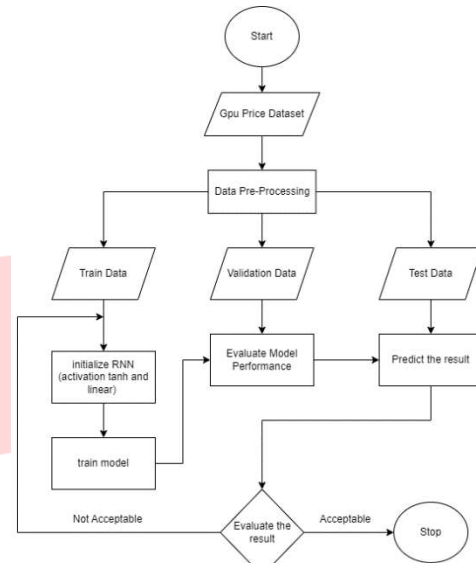 Start
Gpu Price Dataset
Data Pre-Processing
Train Data
Validation Data
Test Data
initialize RNN
(activation tanh and
linear)
Evaluate Model
Performance
Predict the result
train model
Not Acceptable
Evaluate the
result
Acceptable
Stop